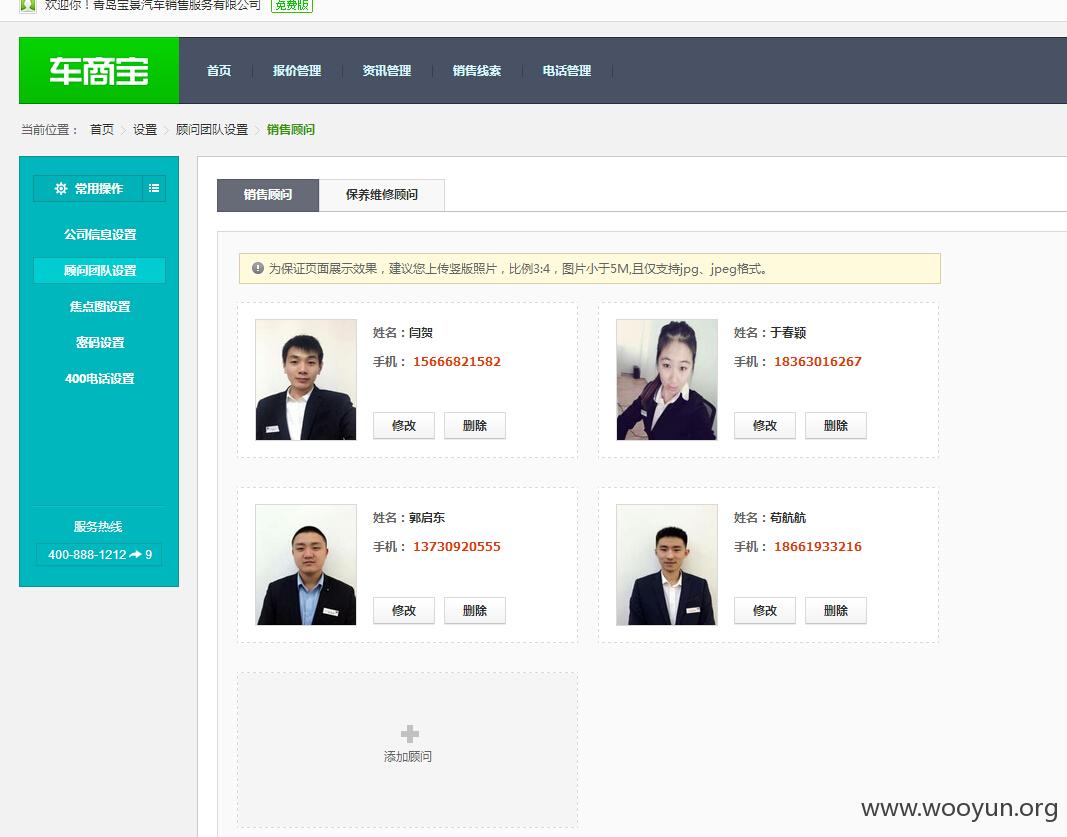 欢迎你！青岛宝景汽车销售服务有限公司 免费版
车商宝 首页 报价管理 资讯管理 销售线索 电话管理
当前位置： 首页 设置 顾问团队设置 销售顾问
常用操作
公司信息设置
顾问团队设置
焦点图设置
密码设置
400电话设置
服务热线
400-888-1212 9
销售顾问 保养维修顾问
为保证页面展示效果，建议您上传竖版照片，比例3:4，图片小于5M,且仅支持jpg、jpeg格式。
姓名：闫贺
手机： 15666821582
修改 删除
姓名：于春颖
手机： 18363016267
修改 删除
姓名：郭启东
手机： 13730920555
修改 删除
姓名：苟航航
手机： 18661933216
修改 删除
添加顾问
www.wooyun.org